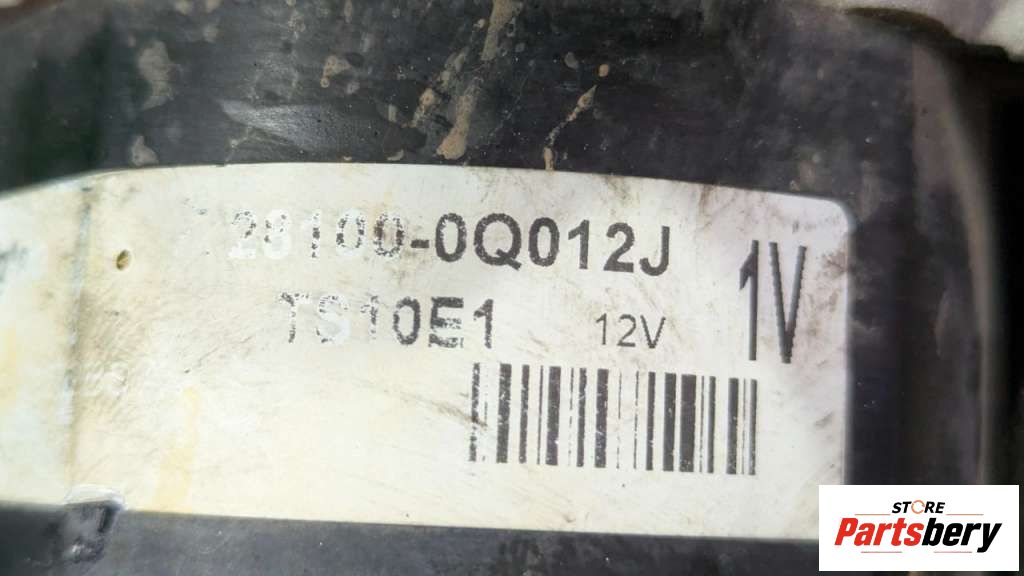 28100-0Q012J
1V
TS10E1
12V
STORE
Partsbery